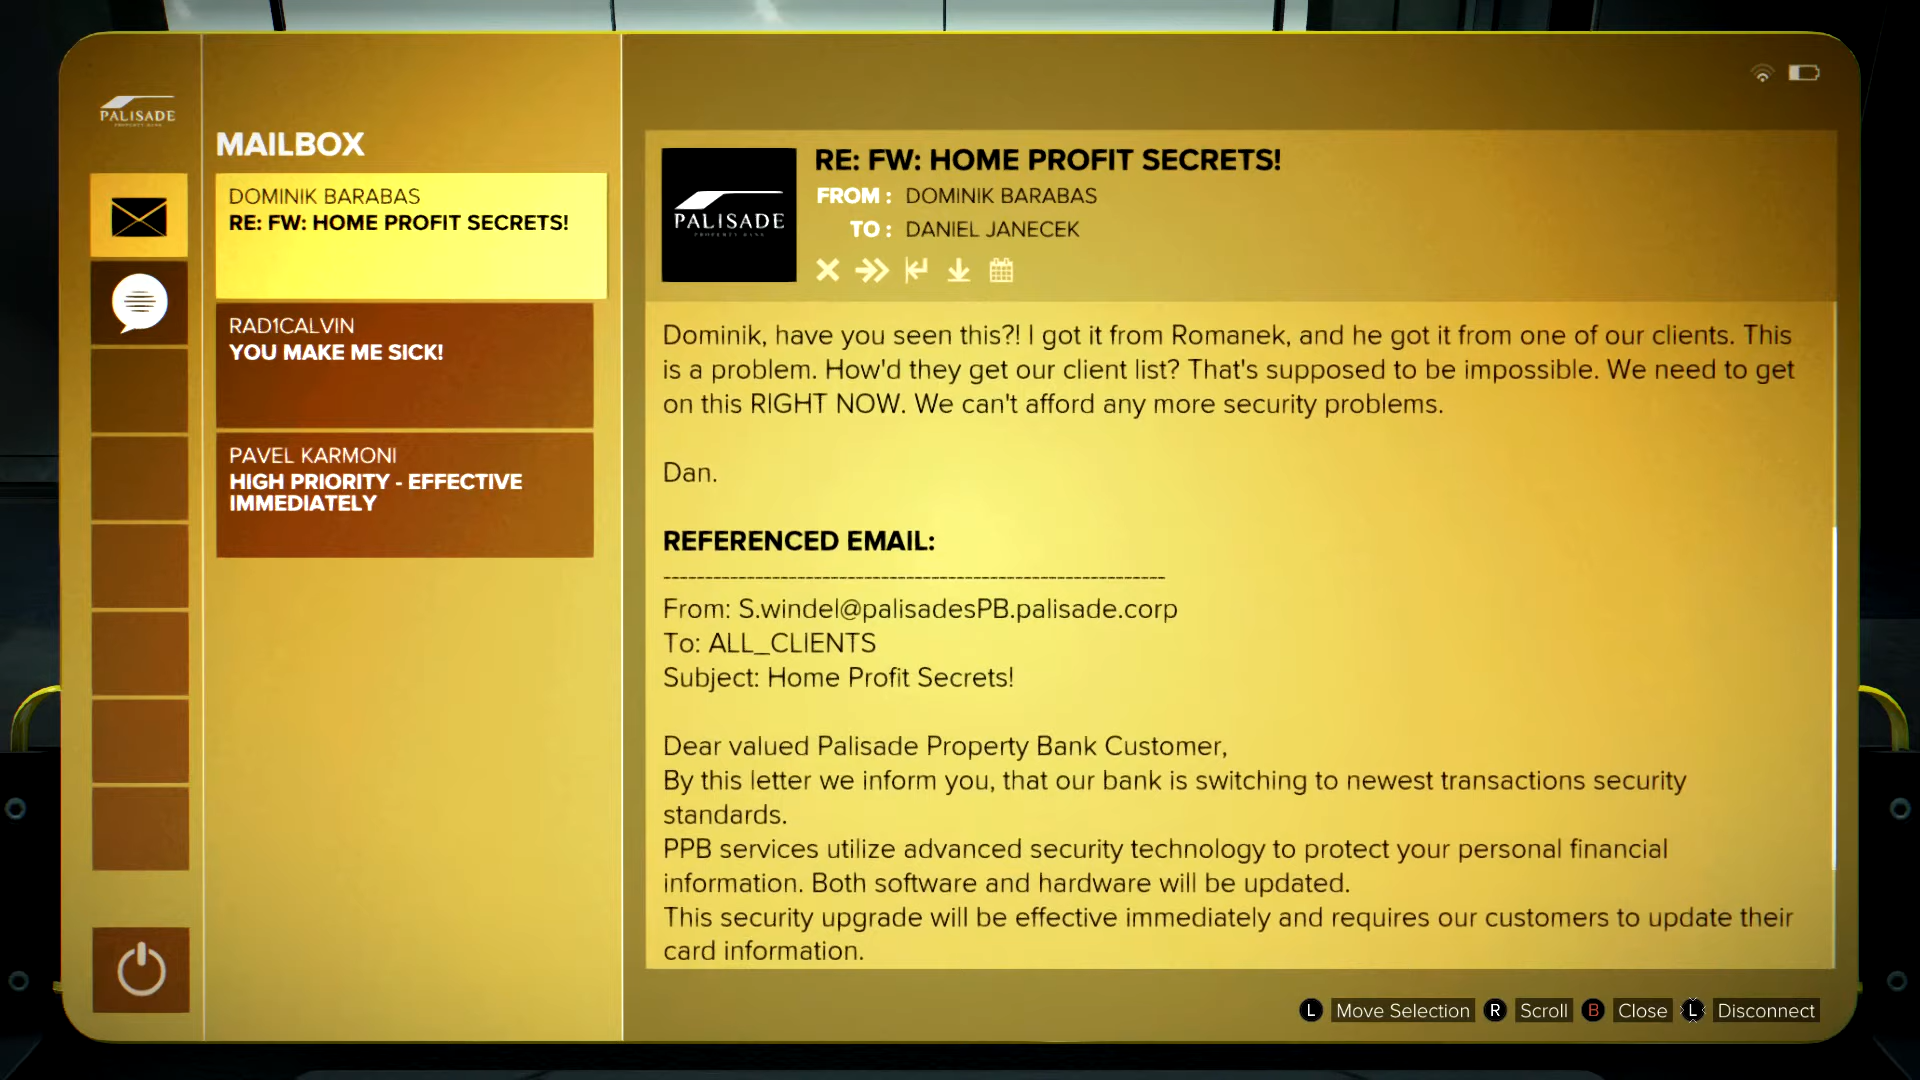 PALISADE
MAILBOX
DOMINIK BARABAS
RE: FW: HOME PROFIT SECRETS!
RAD1CALVIN
YOU MAKE ME SICK!
PAVEL KARMONI
HIGH PRIORITY - EFFECTIVE
IMMEDIATELY
PALISADE
PROPERTY BANK
RE: FW: HOME PROFIT SECRETS!
FROM : DOMINIK BARABAS
TO : DANIEL JANECEK
Dominik, have you seen this?! I got it from Romanek, and he got it from one of our clients. This
is a problem. How'd they get our client list? That's supposed to be impossible. We need to get
on this RIGHT NOW. We can't afford any more security problems.
Dan.
REFERENCED EMAIL:
------------------------------------------------------------
From: S.windel@palisadesPB.palisade.corp
To: ALL_CLIENTS
Subject: Home Profit Secrets!
Dear valued Palisade Property Bank Customer,
By this letter we inform you, that our bank is switching to newest transactions security
standards.
PPB services utilize advanced security technology to protect your personal financial
information. Both software and hardware will be updated.
This security upgrade will be effective immediately and requires our customers to update their
card information.
L Move Selection R Scroll B Close L Disconnect